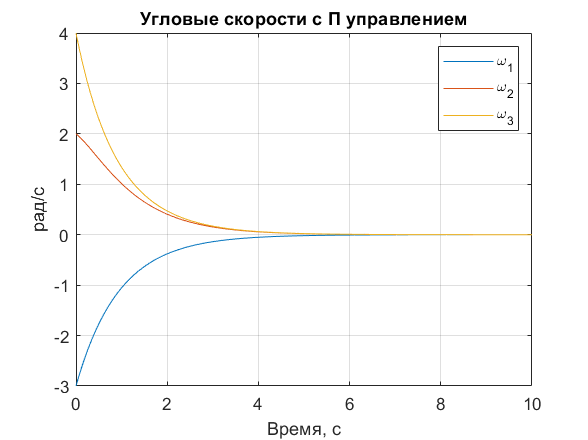 Угловые скорости с П управлением
4
3
2
1
0
-1
-2
-3
рад/с
ω1
ω2
ω3
0
2
4
6
8
10
Время, с